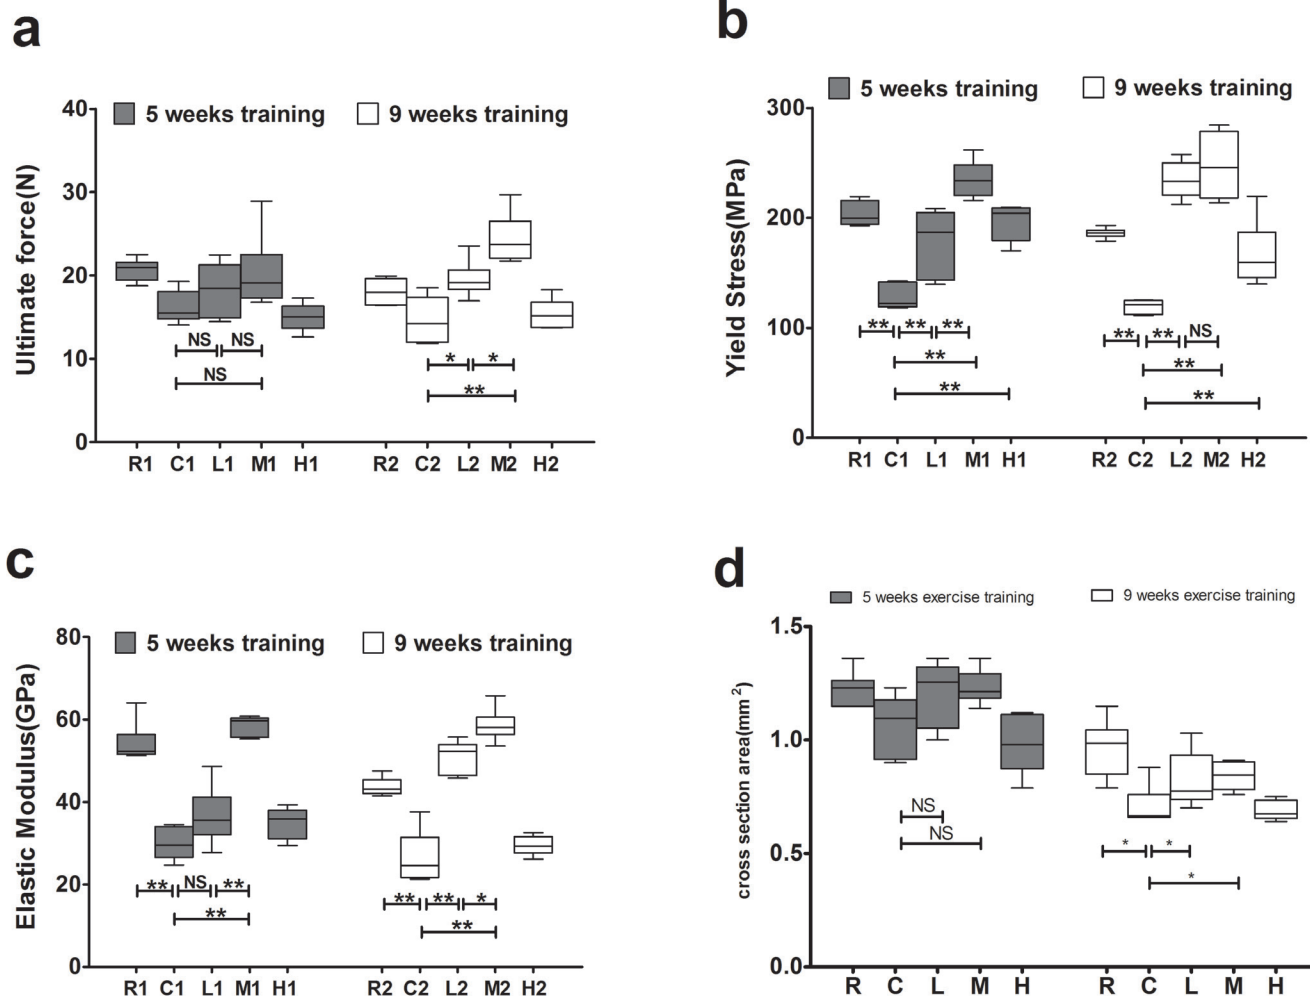 a
5 weeks training
9 weeks training
Ultimate force(N)
40
30
20
10
0
NS NS
NS
* *
**
R1 C1 L1 M1 H1 R2 C2 L2 M2 H2
b
5 weeks training
9 weeks training
Yield Stress(MPa)
300
200
100
0
** ** **
**
**
** ** NS
**
**
R1 C1 L1 M1 H1 R2 C2 L2 M2 H2
c
5 weeks training
9 weeks training
Elastic Modulus(GPa)
80
60
40
20
0
** NS **
**
** ** *
**
R1 C1 L1 M1 H1 R2 C2 L2 M2 H2
d
5 weeks exercise training
9 weeks exercise training
cross section area(mm²)
1.5
1.0
0.5
0.0
NS
NS
* *
*
R C L M H R C L M H